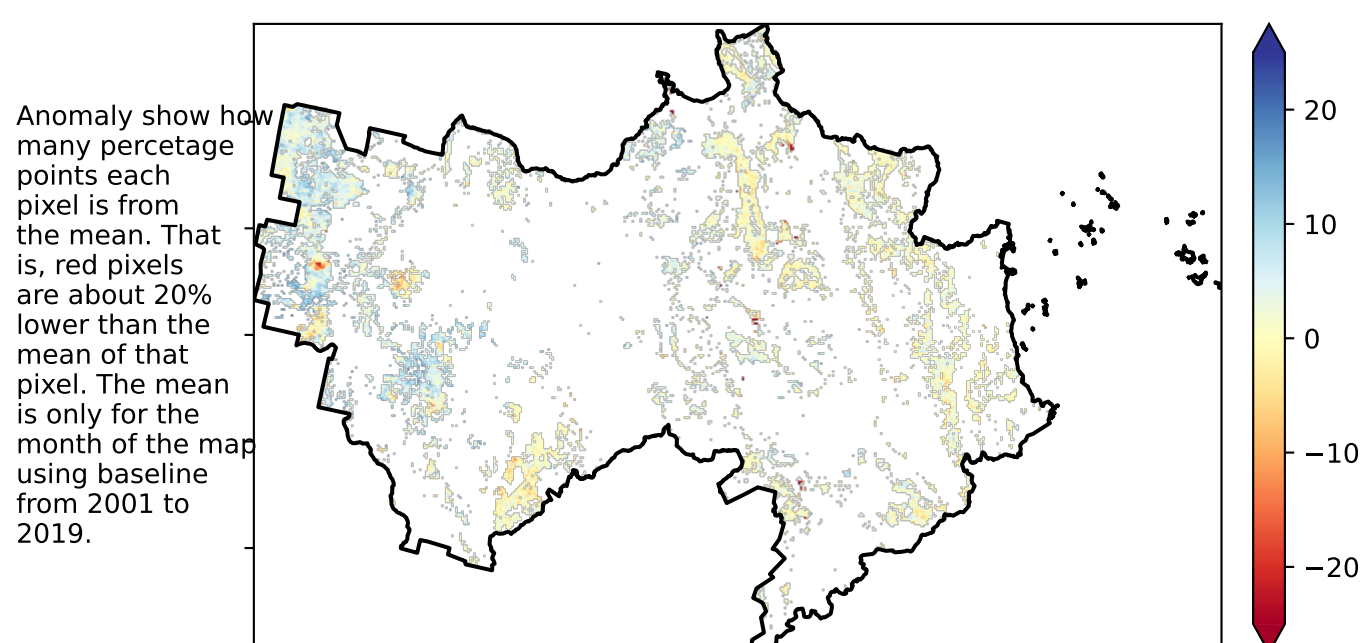 Anomaly show how
many percetage
points each
pixel is from
the mean. That
is, red pixels
are about 20%
lower than the
mean of that
pixel. The mean
is only for the
month of the map
using baseline
from 2001 to
2019.
20
10
0
−10
−20